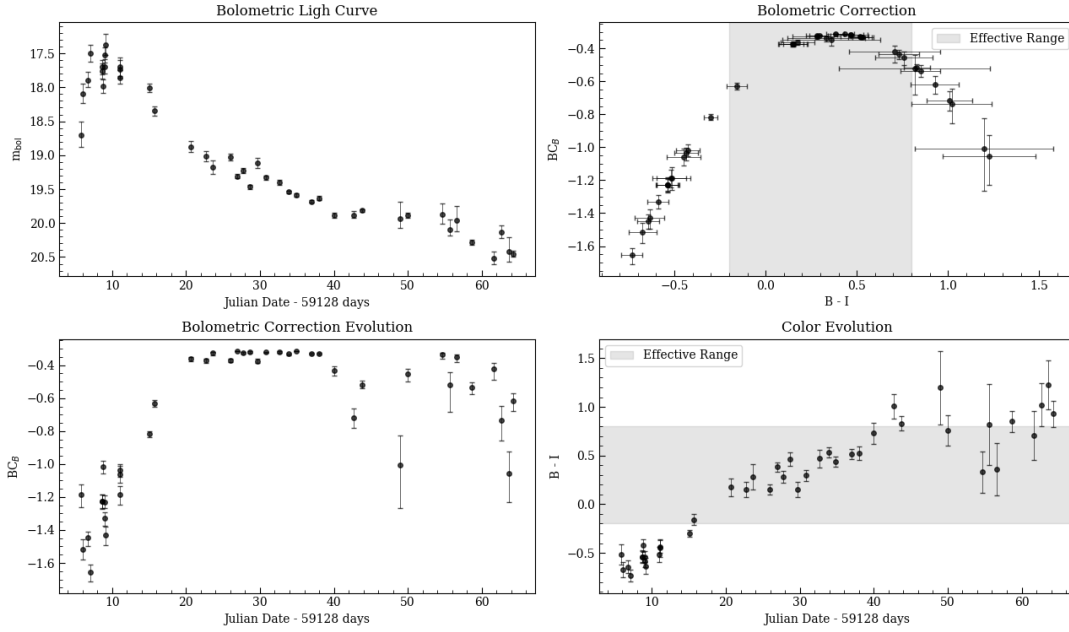 Bolometric Ligh Curve
17.5
18.0
18.5
19.0
19.5
20.0
20.5
m_bol
10 20 30 40 50 60
Julian Date - 59128 days
Bolometric Correction
Effective Range
−0.4
−0.6
−0.8
−1.0
−1.2
−1.4
−1.6
BC_B
−0.5 0.0 0.5 1.0 1.5
B - I
Bolometric Correction Evolution
−0.4
−0.6
−0.8
−1.0
−1.2
−1.4
−1.6
BC_B
10 20 30 40 50 60
Julian Date - 59128 days
Color Evolution
Effective Range
1.5
1.0
0.5
0.0
−0.5
B - I
10 20 30 40 50 60
Julian Date - 59128 days